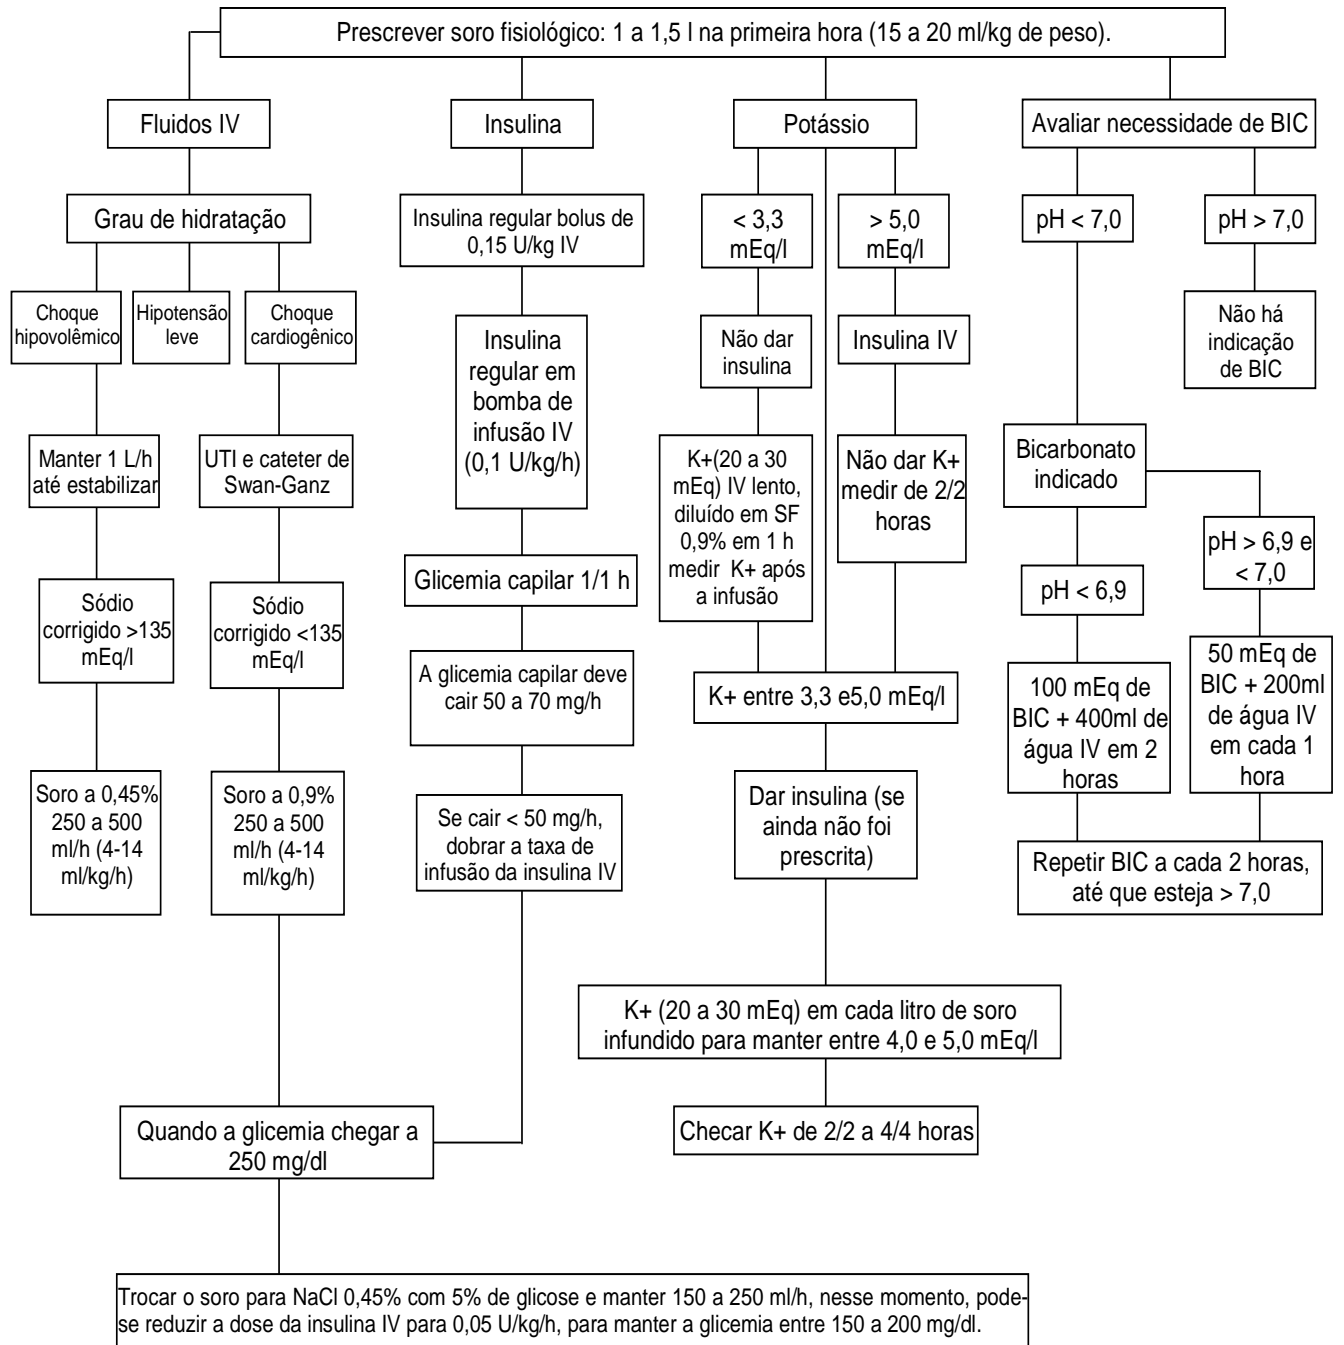 Prescrever soro fisiológico: 1 a 1,5 l na primeira hora (15 a 20 ml/kg de peso).
Fluidos IV
Grau de hidratação
Choque
hipovolêmico
Hipotensão
leve
Choque
cardiogênico
Manter 1 L/h
até estabilizar
UTI e cateter de
Swan-Ganz
Sódio
corrigido >135
mEq/l
Sódio
corrigido <135
mEq/l
Soro a 0,45%
250 a 500
ml/h (4-14
ml/kg/h)
Soro a 0,9%
250 a 500
ml/h (4-14
ml/kg/h)
Insulina
Insulina regular bolus de
0,15 U/kg IV
Insulina
regular em
bomba de
infusão IV
(0,1 U/kg/h)
Glicemia capilar 1/1 h
A glicemia capilar deve
cair 50 a 70 mg/h
Se cair < 50 mg/h,
dobrar a taxa de
infusão da insulina IV
Potássio
< 3,3
mEq/l
> 5,0
mEq/l
Não dar
insulina
Insulina IV
K+(20 a 30
mEq) IV lento,
diluído em SF
0,9% em 1 h
medir K+ após
a infusão
Não dar K+
medir de 2/2
horas
K+ entre 3,3 e5,0 mEq/l
Dar insulina (se
ainda não foi
prescrita)
K+ (20 a 30 mEq) em cada litro de soro
infundido para manter entre 4,0 e 5,0 mEq/l
Checar K+ de 2/2 a 4/4 horas
Avaliar necessidade de BIC
pH < 7,0
pH > 7,0
Não há
indicação
de BIC
Bicarbonato
indicado
pH < 6,9
pH > 6,9 e
< 7,0
100 mEq de
BIC + 400ml de
água IV em 2
horas
50 mEq de
BIC + 200ml
de água IV
em cada 1
hora
Repetir BIC a cada 2 horas,
até que esteja > 7,0
Quando a glicemia chegar a
250 mg/dl
Trocar o soro para NaCl 0,45% com 5% de glicose e manter 150 a 250 ml/h, nesse momento, pode-
se reduzir a dose da insulina IV para 0,05 U/kg/h, para manter a glicemia entre 150 a 200 mg/dl.